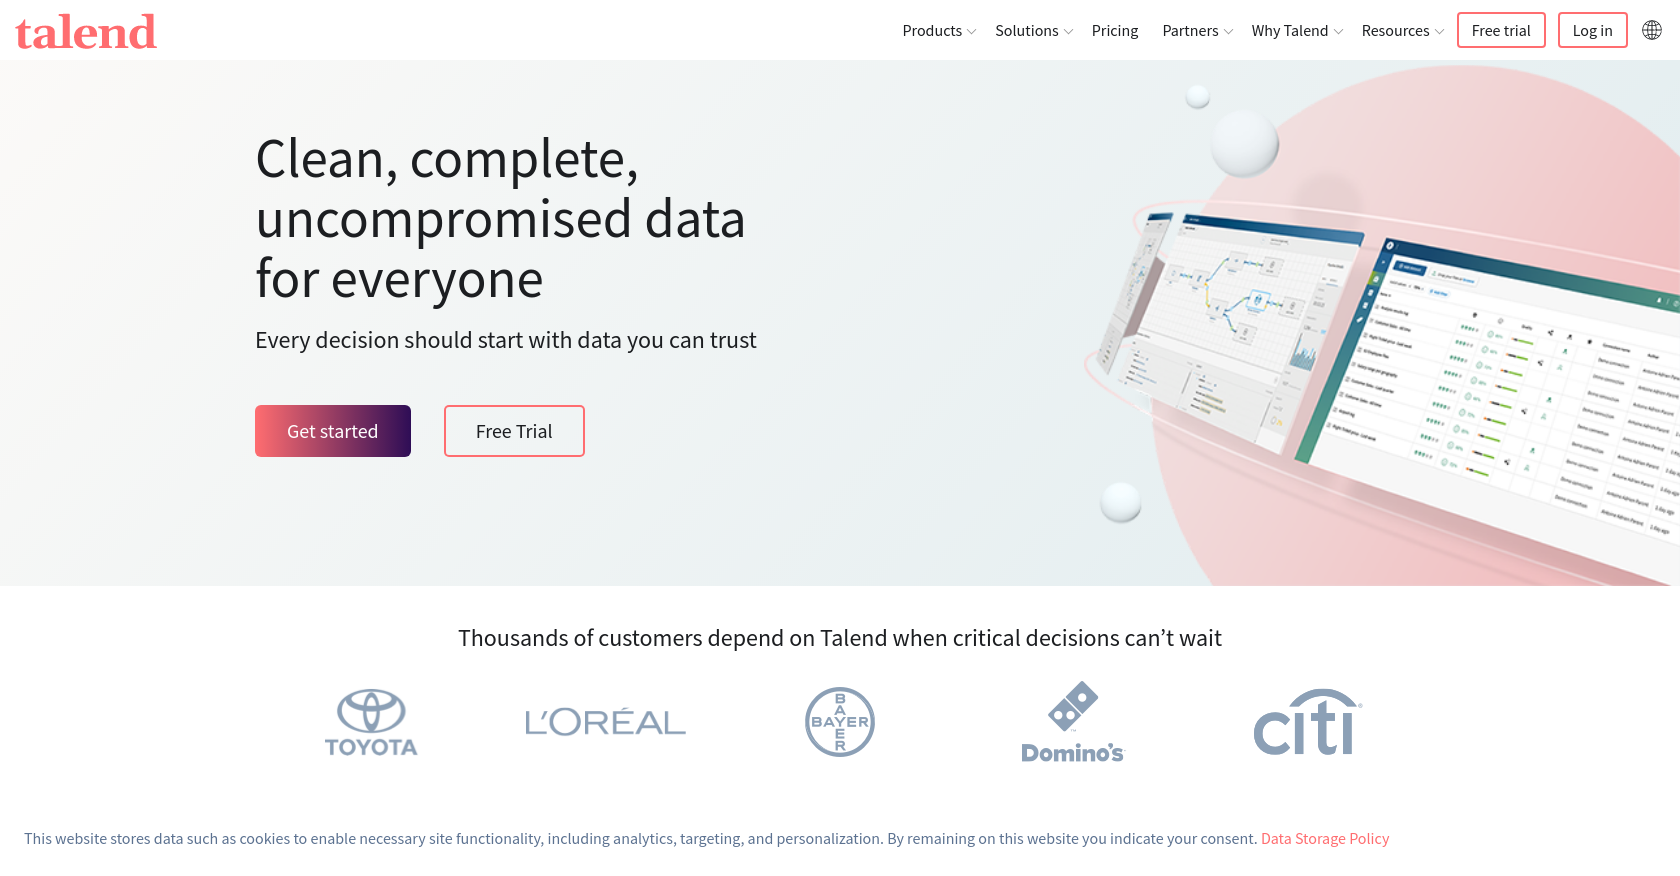 talend
Products
Solutions
Pricing
Partners
Why Talend
Resources
Free trial
Log in
Clean, complete,
uncompromised data
for everyone
Every decision should start with data you can trust
Get started
Free Trial
Thousands of customers depend on Talend when critical decisions can’t wait
TOYOTA
L'ORÉAL
BAYER
BAYER
Domino's
citi
This website stores data such as cookies to enable necessary site functionality, including analytics, targeting, and personalization. By remaining on this website you indicate your consent. Data Storage Policy